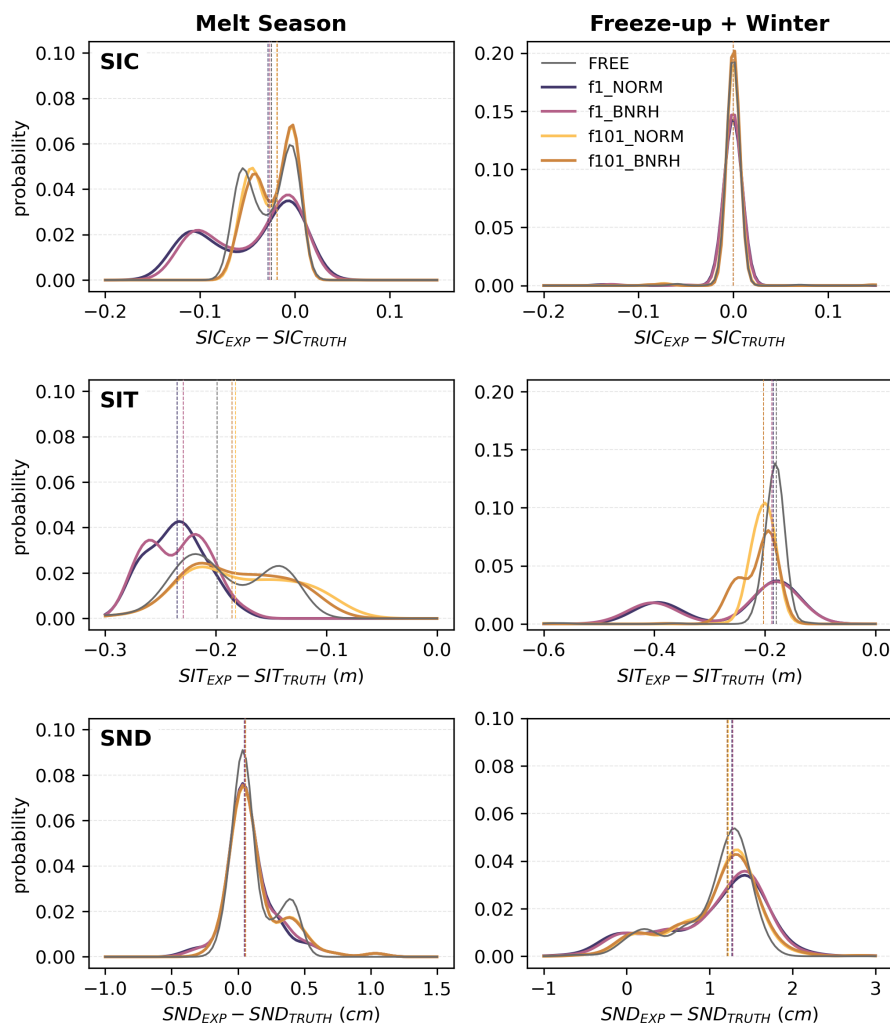 Melt Season
Freeze-up + Winter
SIC
probability
0.10
0.08
0.06
0.04
0.02
0.00
−0.2 −0.1 0.0 0.1
SIC_EXP − SIC_TRUTH
FREE
f1_NORM
f1_BNRH
f101_NORM
f101_BNRH
0.20
0.15
0.10
0.05
0.00
−0.2 −0.1 0.0 0.1
SIC_EXP − SIC_TRUTH
SIT
probability
0.10
0.08
0.06
0.04
0.02
0.00
−0.3 −0.2 −0.1 0.0
SIT_EXP − SIT_TRUTH (m)
0.20
0.15
0.10
0.05
0.00
−0.6 −0.4 −0.2 0.0
SIT_EXP − SIT_TRUTH (m)
SND
probability
0.10
0.08
0.06
0.04
0.02
0.00
−1.0 −0.5 0.0 0.5 1.0 1.5
SND_EXP − SND_TRUTH (cm)
0.10
0.08
0.06
0.04
0.02
0.00
−1 0 1 2 3
SND_EXP − SND_TRUTH (cm)